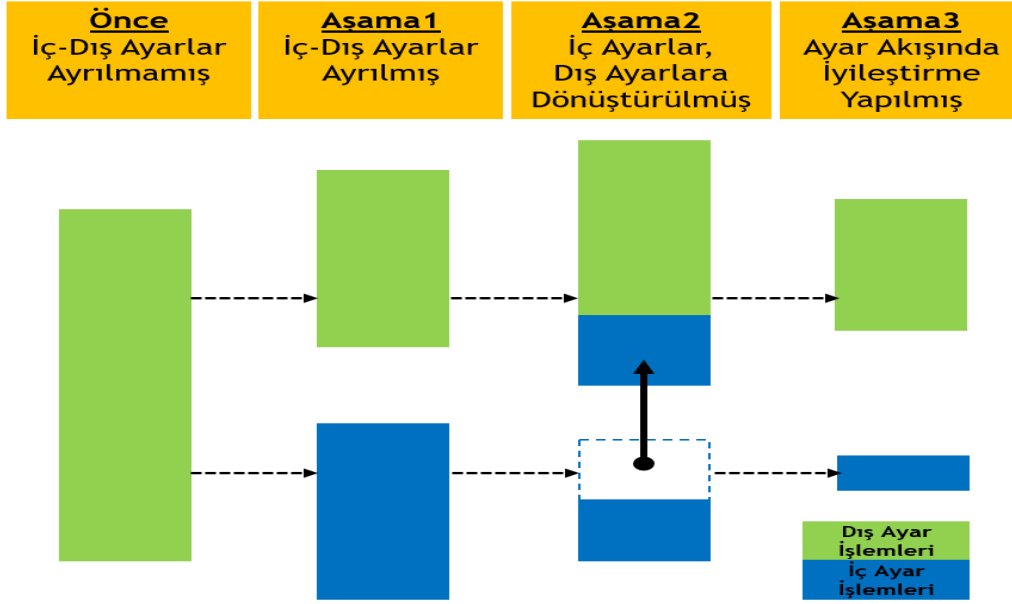 Önce
İç-Dış Ayarlar
Ayrılmamış
Aşama1
İç-Dış Ayarlar
Ayrılmış
Aşama2
İç Ayarlar,
Dış Ayarlara
Dönüştürülmüş
Aşama3
Ayar Akışında
İyileştirme
Yapılmış
Dış Ayar
İşlemleri
İç Ayar
İşlemleri